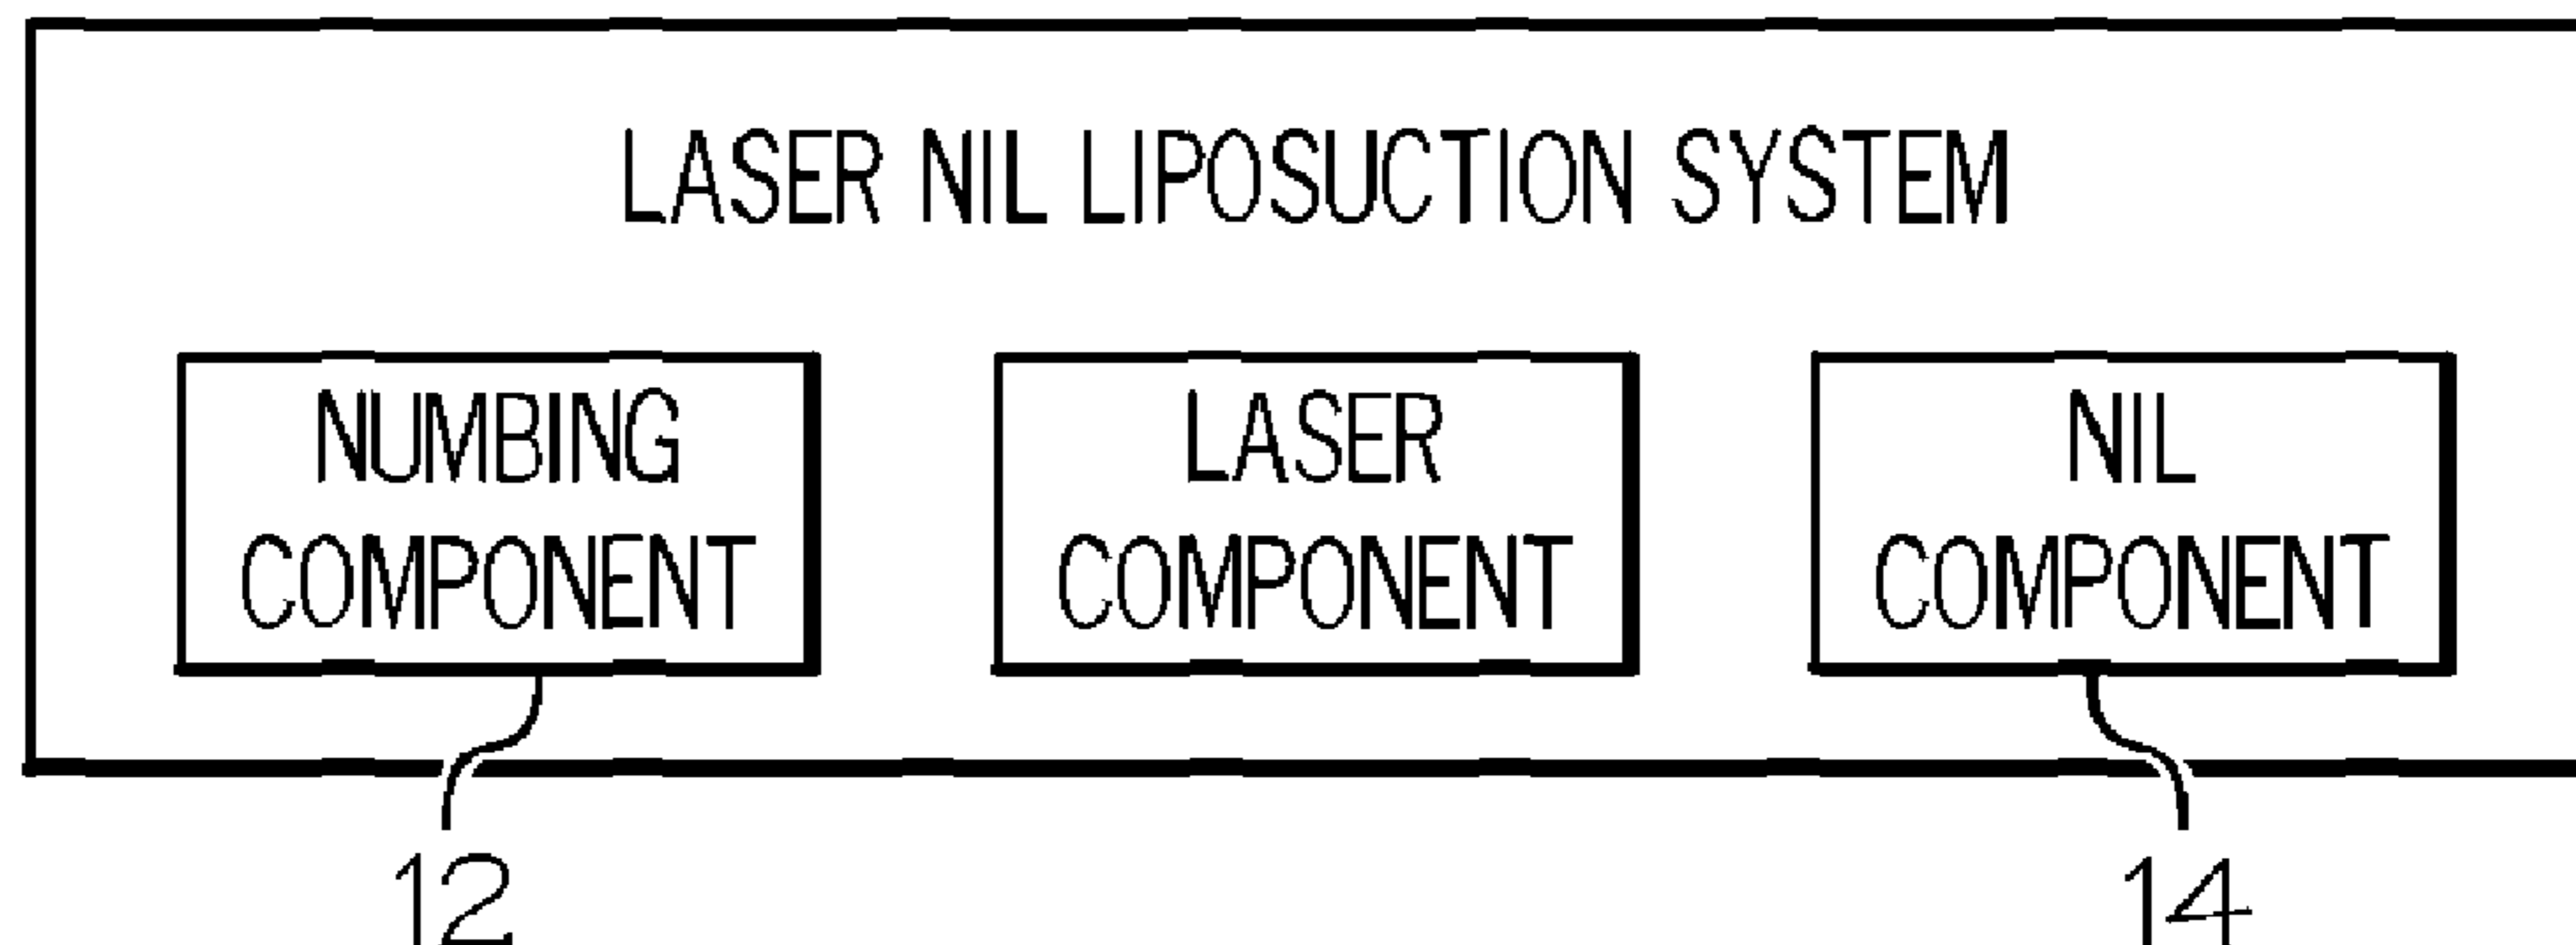 LASER NIL LIPOSUCTION SYSTEM
NUMBING
COMPONENT
LASER
COMPONENT
NIL
COMPONENT
12
14